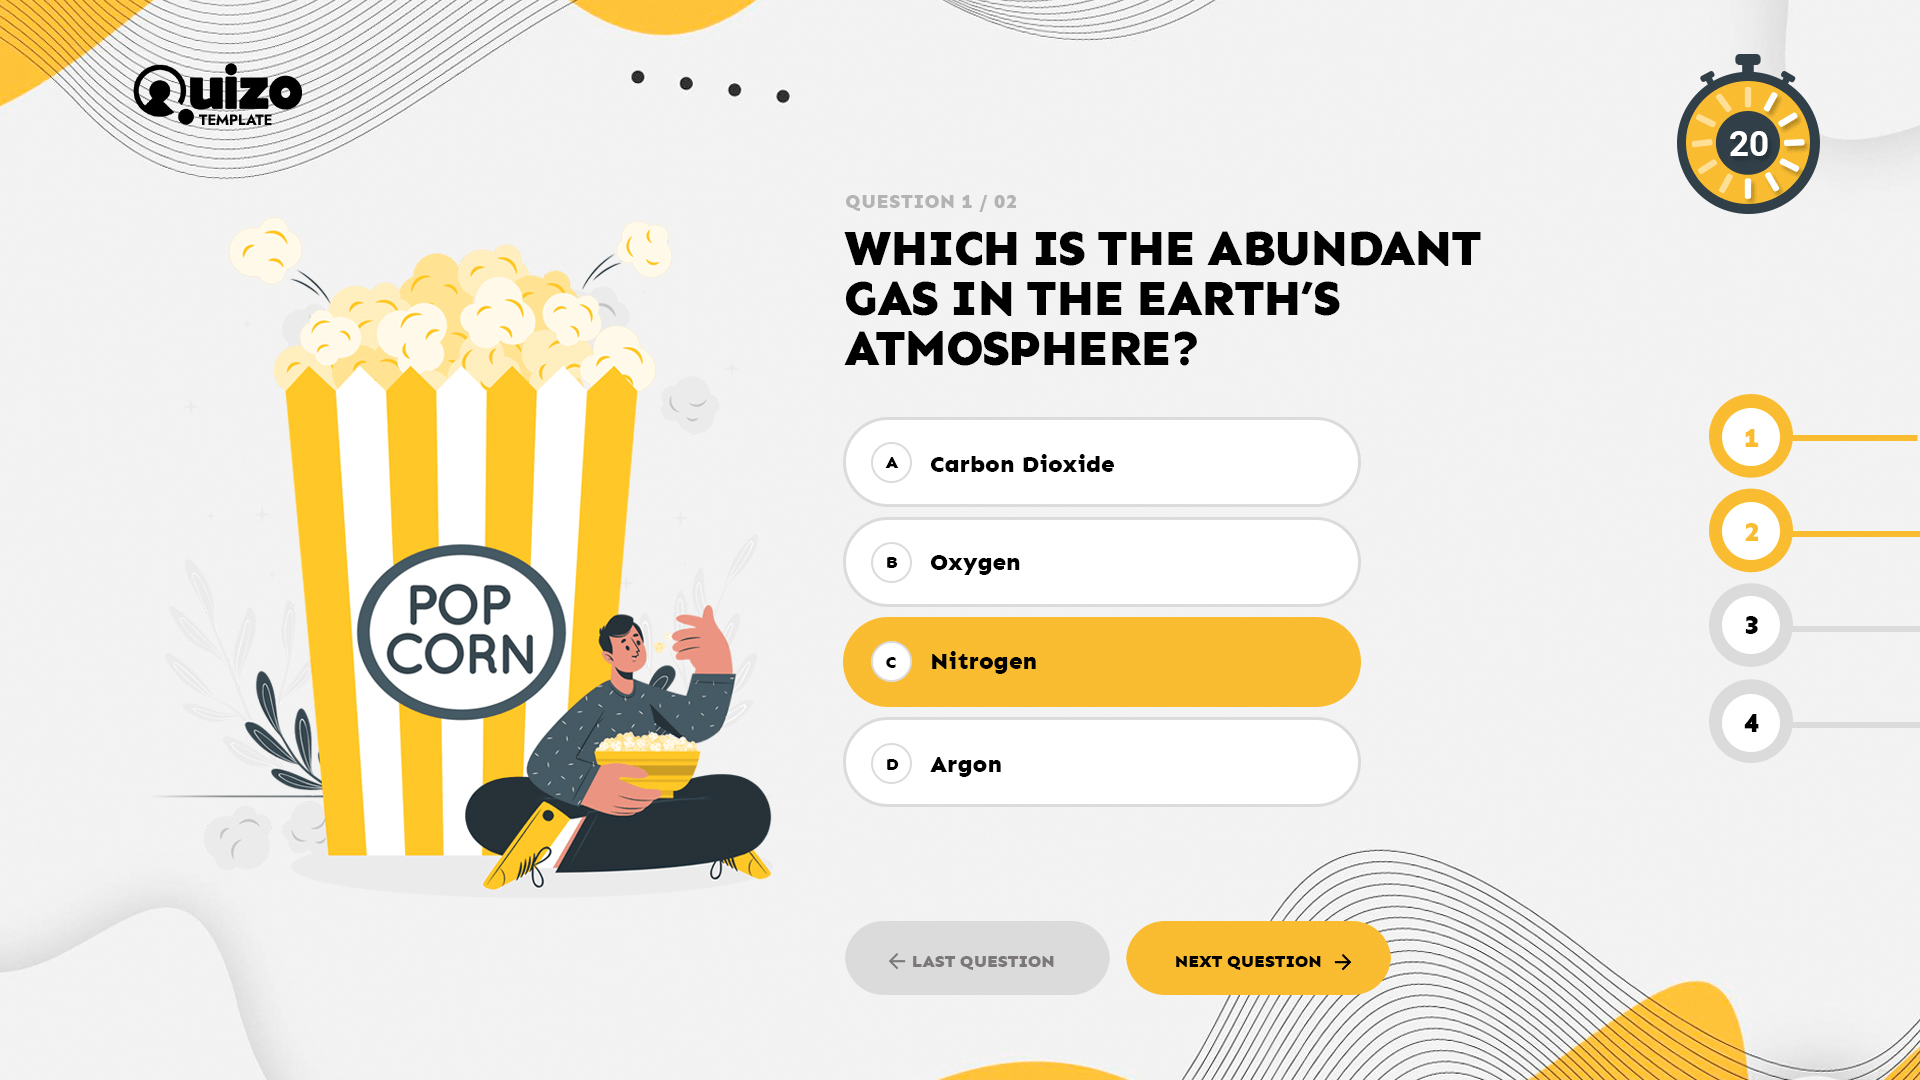 Quizo
TEMPLATE
20
QUESTION 1 / 02
WHICH IS THE ABUNDANT
GAS IN THE EARTH'S
ATMOSPHERE?
A Carbon Dioxide
B Oxygen
C Nitrogen
D Argon
POP
CORN
1
2
3
4
← LAST QUESTION
NEXT QUESTION →